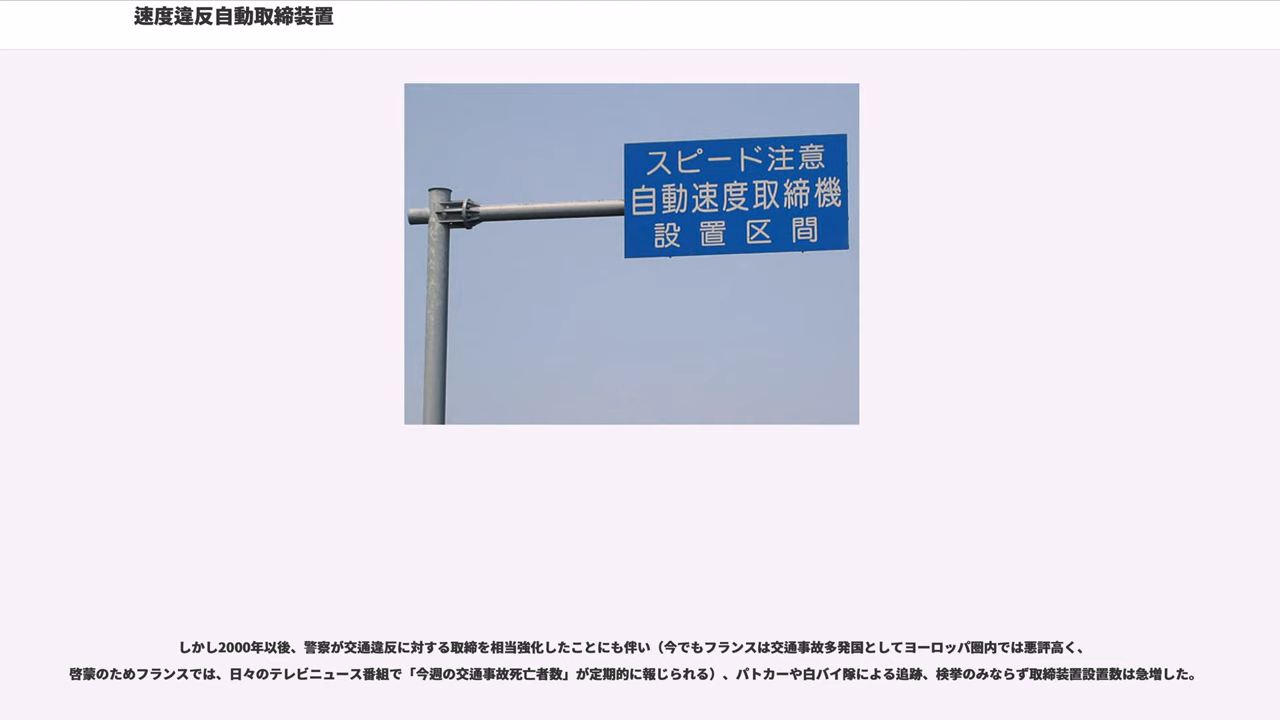 速度違反自動取締装置
スピード注意
自動速度取締機
設置区間
しかし2000年以後、警察が交通違反に対する取締を相当強化したことにも伴い（今でもフランスは交通事故多発国としてヨーロッパ圏内では悪評高く、
啓蒙のためフランスでは、日々のテレビニュース番組で「今週の交通事故死亡者数」が定期的に報じられる）、パトカーや白バイ隊による追跡、検挙のみならず取締装置設置数は急増した。